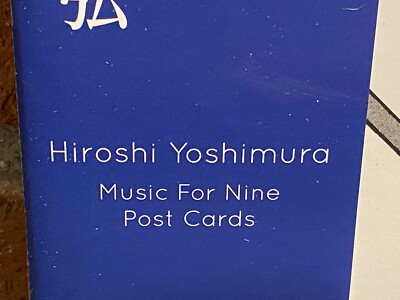 弘
Hiroshi Yoshimura
Music For Nine
Post Cards